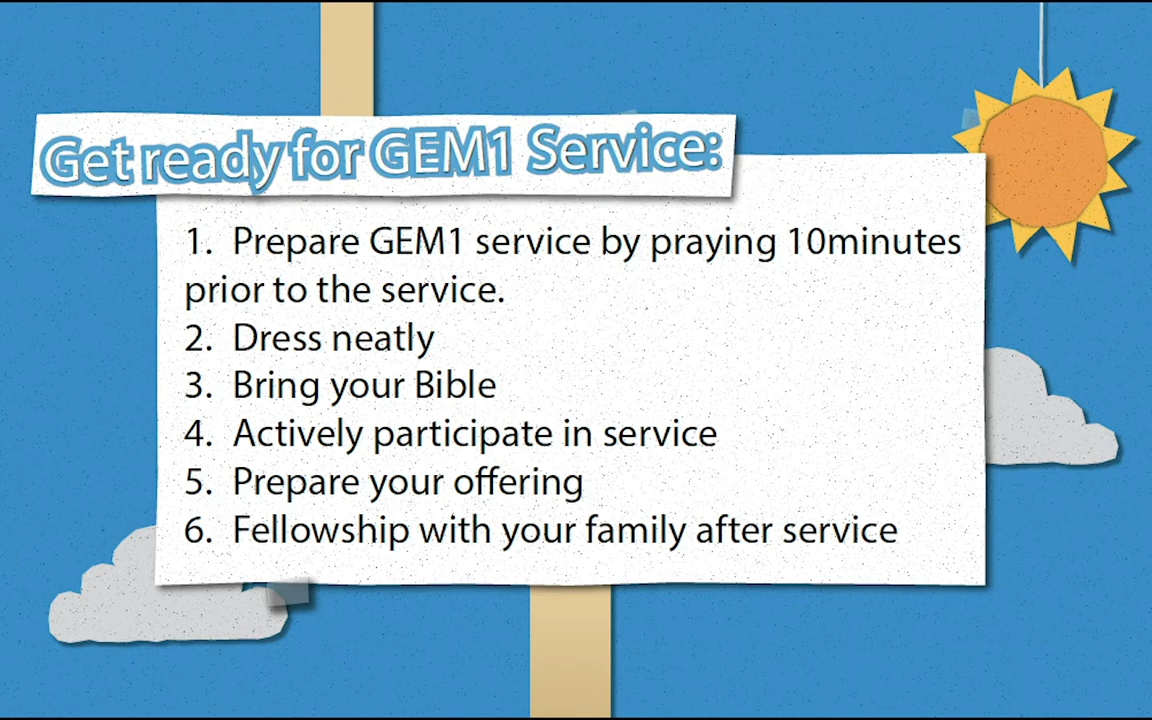 Get ready for GEM1 Service:
1. Prepare GEM1 service by praying 10minutes
prior to the service.
2. Dress neatly
3. Bring your Bible
4. Actively participate in service
5. Prepare your offering
6. Fellowship with your family after service